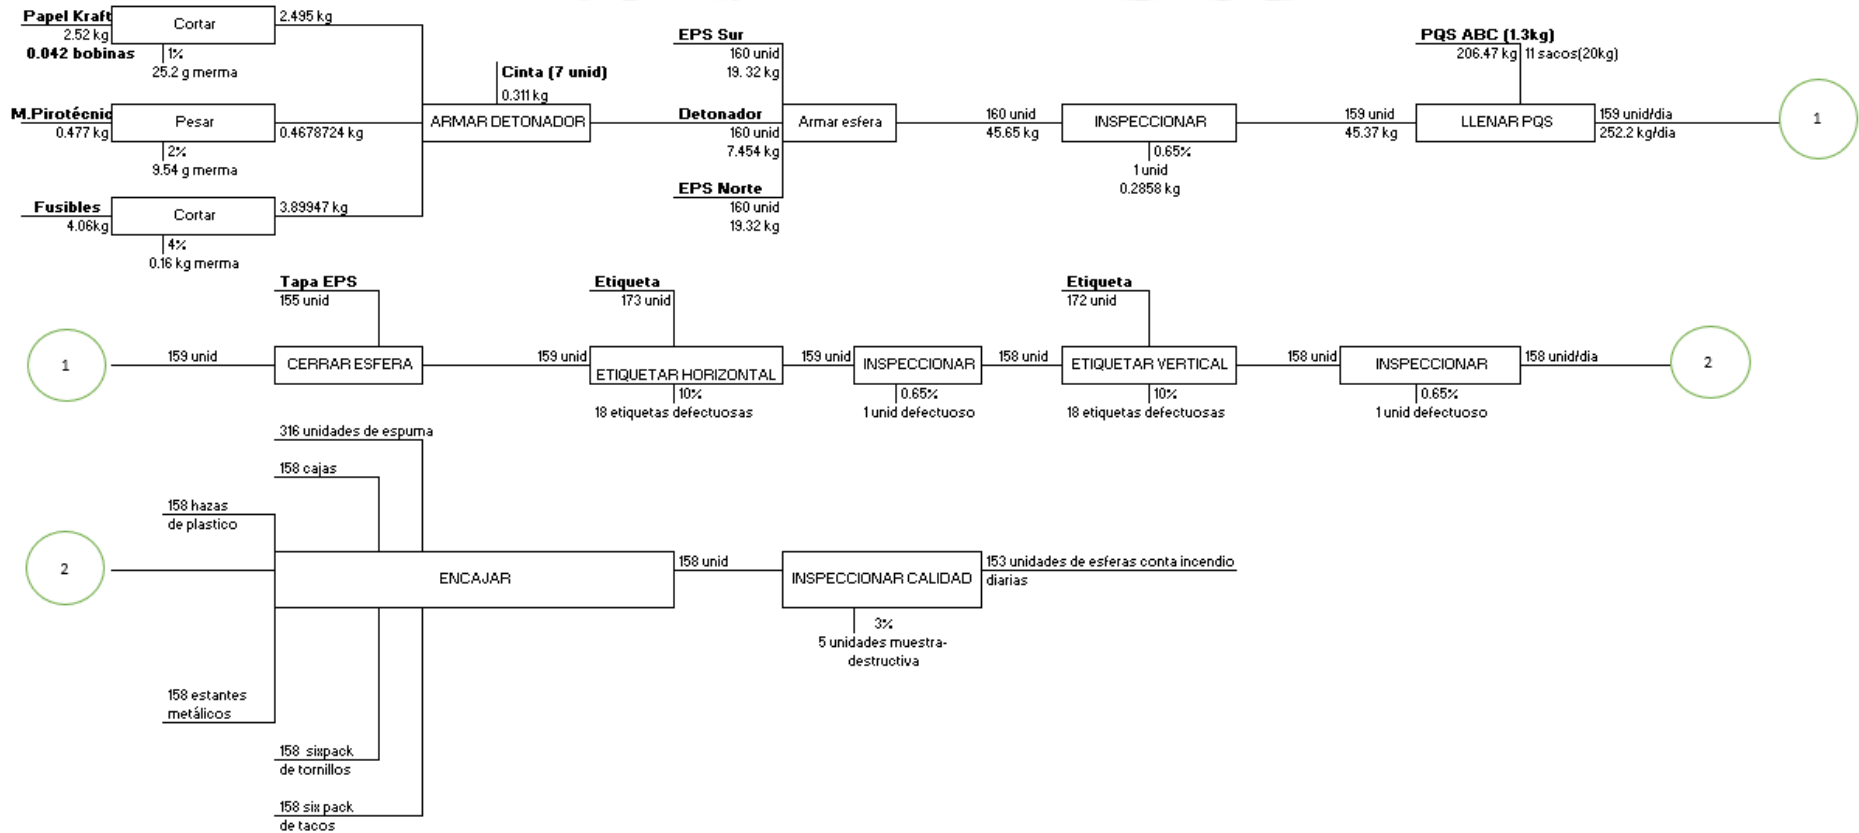 Papel Kraft
2.52 kg
0.042 bobinas
Cortar
2.495 kg
1%
25.2 g merma
M.Pirotécnic
0.477 kg
Pesar
0.4678724 kg
2%
9.54 g merma
Fusibles
4.06kg
Cortar
3.89947 kg
4%
0.16 kg merma
Cinta (7 unid)
0.311 kg
ARMAR DETONADOR
EPS Sur
160 unid
19. 32 kg
Detonador
160 unid
7.454 kg
EPS Norte
160 unid
19.32 kg
Armar esfera
160 unid
45.65 kg
INSPECCIONAR
0.65%
1 unid
0.2858 kg
159 unid
45.37 kg
PQS ABC (1.3kg)
206.47 kg 11 sacos(20kg)
LLENAR PQS
159 unid/dia
252.2 kg/dia
1
1
159 unid
Tapa EPS
155 unid
CERRAR ESFERA
159 unid
Etiqueta
173 unid
ETIQUETAR HORIZONTAL
10%
18 etiquetas defectuosas
159 unid
INSPECCIONAR
0.65%
1 unid defectuoso
158 unid
Etiqueta
172 unid
ETIQUETAR VERTICAL
10%
18 etiquetas defectuosas
158 unid
INSPECCIONAR
0.65%
1 unid defectuoso
158 unid/dia
2
2
316 unidades de espuma
158 cajas
158 hazas
de plastico
ENCAJAR
158 estantes
metálicos
158 sixpack
de tornillos
158 six pack
de tacos
158 unid
INSPECCIONAR CALIDAD
3%
5 unidades muestra-
destructiva
153 unidades de esferas conta incendio
diarias